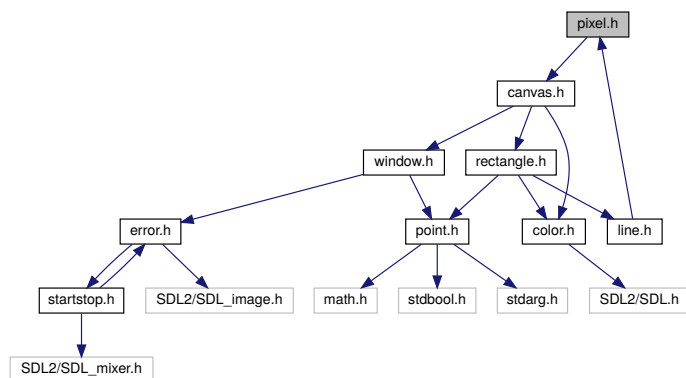 pixel.h
canvas.h
window.h
rectangle.h
error.h
point.h
color.h
line.h
startstop.h
SDL2/SDL_image.h
math.h
stdbool.h
stdarg.h
SDL2/SDL.h
SDL2/SDL_mixer.h